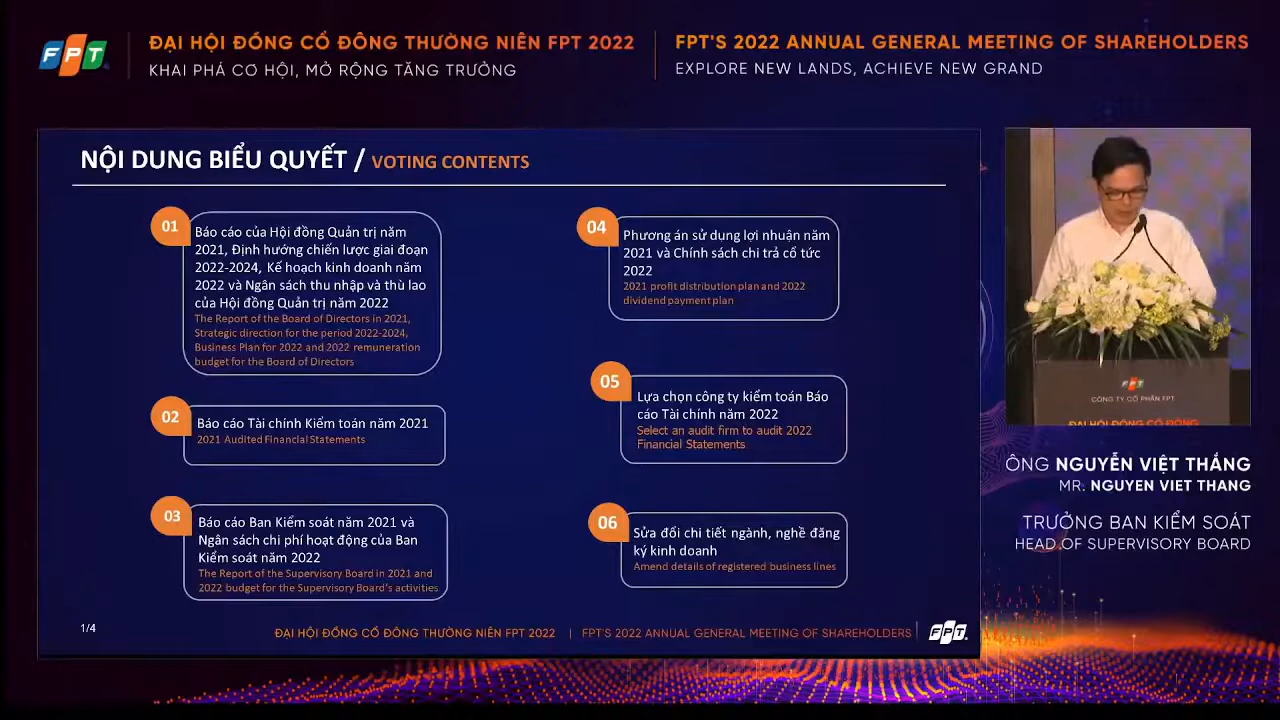 FPT
ĐẠI HỘI ĐỒNG CỔ ĐÔNG THƯỜNG NIÊN FPT 2022
KHAI PHÁ CƠ HỘI, MỞ RỘNG TĂNG TRƯỞNG
FPT'S 2022 ANNUAL GENERAL MEETING OF SHAREHOLDERS
EXPLORE NEW LANDS, ACHIEVE NEW GRAND
NỘI DUNG BIỂU QUYẾT / VOTING CONTENTS
01
Báo cáo của Hội đồng Quản trị năm
2021, Định hướng chiến lược giai đoạn
2022-2024, Kế hoạch kinh doanh năm
2022 và Ngân sách thu nhập và thù lao
của Hội đồng Quản trị năm 2022
The Report of the Board of Directors in 2021,
Strategic direction for the period 2022-2024,
Business Plan for 2022 and 2022 remuneration
budget for the Board of Directors
02
Báo cáo Tài chính Kiểm toán năm 2021
2021 Audited Financial Statements
03
Báo cáo Ban Kiểm soát năm 2021 và
Ngân sách chi phí hoạt động của Ban
Kiểm soát năm 2022
The Report of the Supervisory Board in 2021 and
2022 budget for the Supervisory Board's activities
04
Phương án sử dụng lợi nhuận năm
2021 và Chính sách chi trả cổ tức
2022
2021 profit distribution plan and 2022
dividend payment plan
05
Lựa chọn công ty kiểm toán Báo
cáo Tài chính năm 2022
Select an audit firm to audit 2022
Financial Statements
06
Sửa đổi chi tiết ngành, nghề đăng
ký kinh doanh
Amend details of registered business lines
1/4
ĐẠI HỘI ĐỒNG CỔ ĐÔNG THƯỜNG NIÊN FPT 2022 | FPT'S 2022 ANNUAL GENERAL MEETING OF SHAREHOLDERS
FPT
FPT
CÔNG TY CỔ PHẦN FPT
ĐẠI HỘI ĐỒNG CỔ ĐÔNG
ÔNG NGUYỄN VIỆT THẮNG
MR. NGUYEN VIET THANG
TRƯỞNG BAN KIỂM SOÁT
HEAD OF SUPERVISORY BOARD